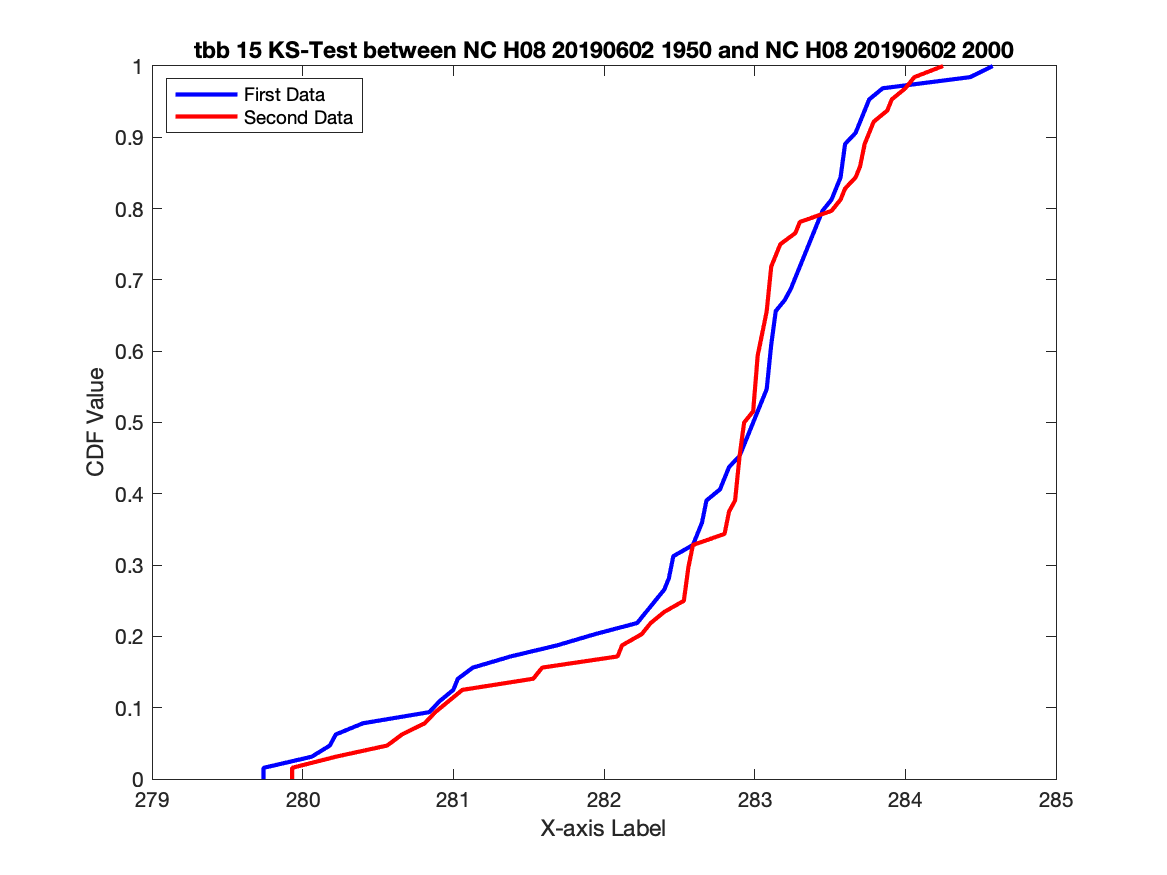 tbb 15 KS-Test between NC H08 20190602 1950 and NC H08 20190602 2000
First Data
Second Data
1
0.9
0.8
0.7
0.6
0.5
0.4
0.3
0.2
0.1
0
CDF Value
279 280 281 282 283 284 285
X-axis Label